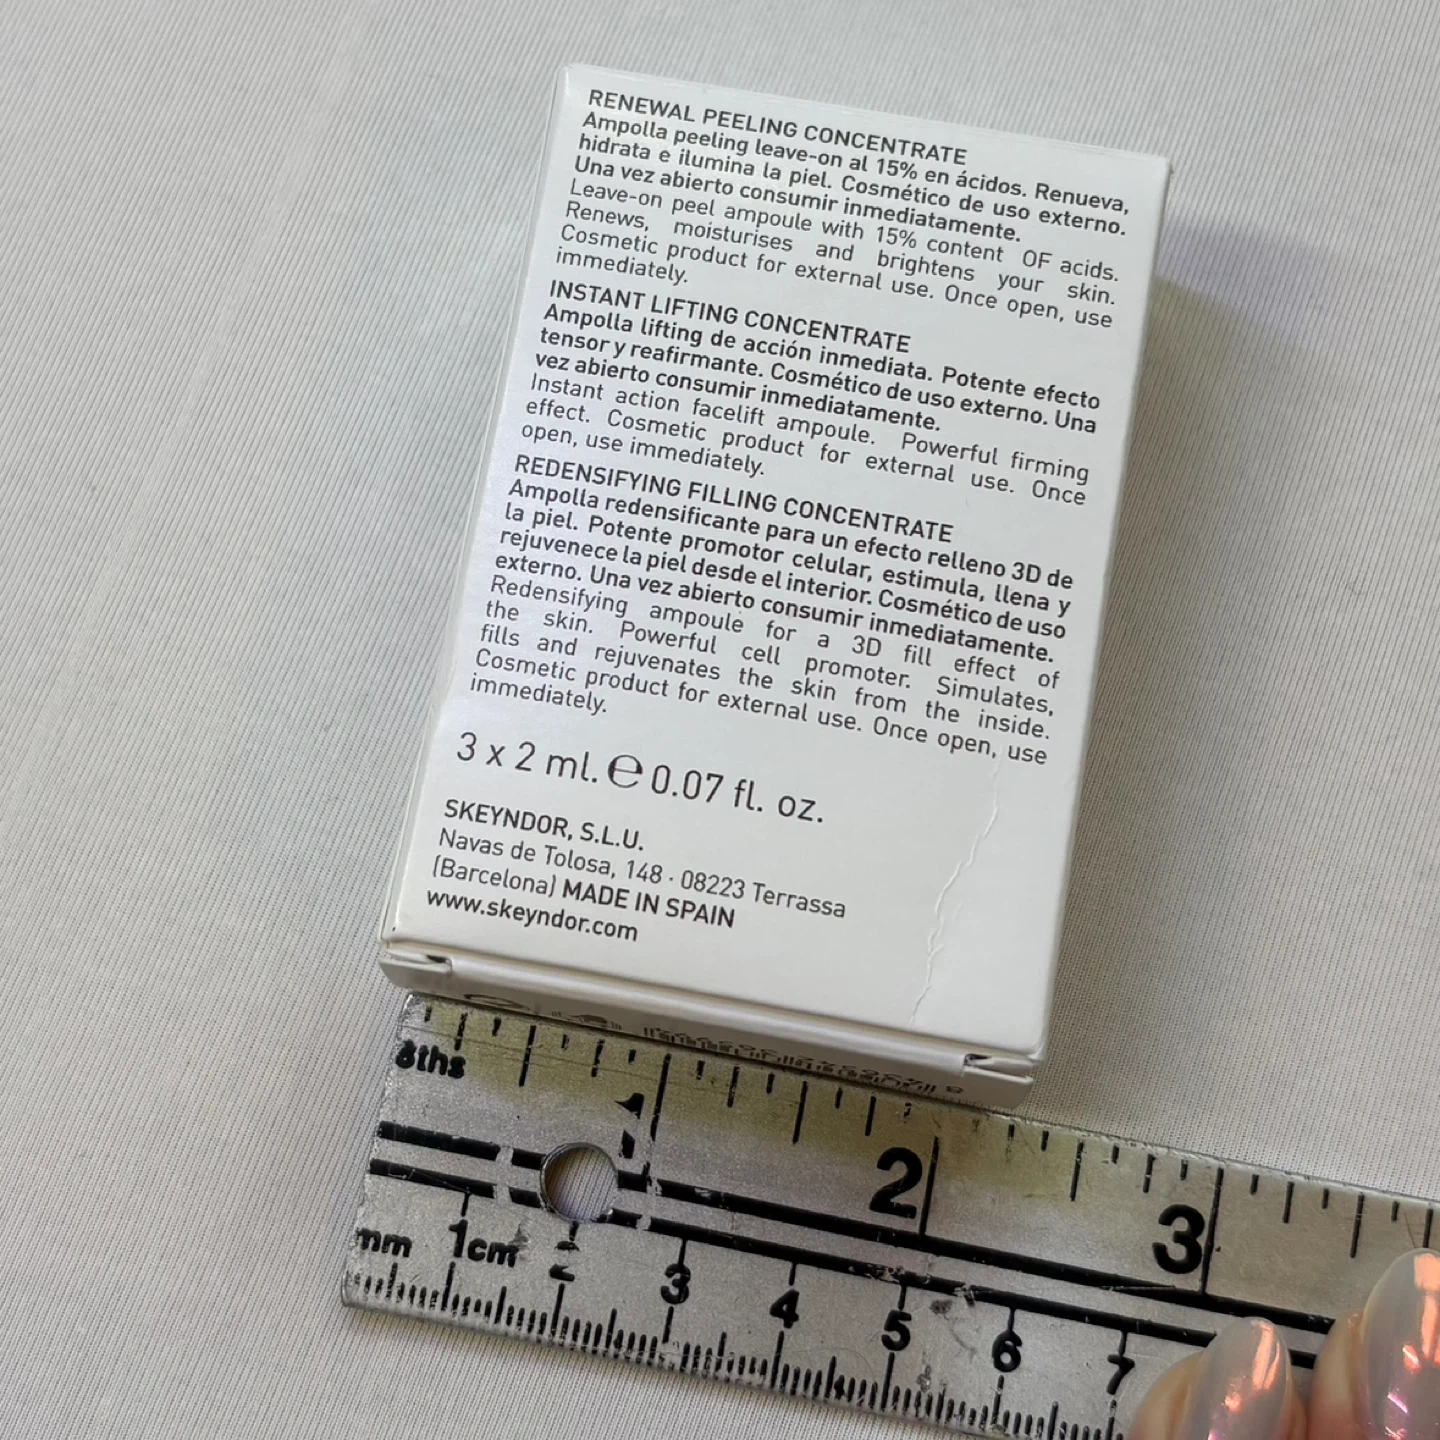 RENEWAL PEELING CONCENTRATE
Ampolla peeling leave-on al 15% en ácidos. Renueva,
hidrata e ilumina la piel. Cosmético de uso externo.
Una vez abierto consumir inmediatamente.
Leave-on peel ampoule with 15% content OF acids.
Renews, moisturises and brightens your skin.
Cosmetic product for external use. Once open, use
immediately.
INSTANT LIFTING CONCENTRATE
Ampolla lifting de acción inmediata. Potente efecto
tensor y reafirmante. Cosmético de uso externo. Una
vez abierto consumir inmediatamente.
Instant action facelift ampoule. Powerful firming
effect. Cosmetic product for external use. Once
open, use immediately.
REDENSIFYING FILLING CONCENTRATE
Ampolla redensificante para un efecto relleno 3D de
la piel. Potente promotor celular, estimula, llena y
rejuvenece la piel desde el interior. Cosmético de uso
externo. Una vez abierto consumir inmediatamente.
Redensifying ampoule for a 3D fill effect of
the skin. Powerful cell promoter. Simulates,
fills and rejuvenates the skin from the inside.
Cosmetic product for external use. Once open, use
immediately.
3 x 2 ml. ℮ 0.07 fl. oz.
SKEYNDOR, S.L.U.
Navas de Tolosa, 148 · 08223 Terrassa
(Barcelona) MADE IN SPAIN
www.skeyndor.com
8ths 1 2 3
mm 1cm 2 3 4 5 6 7